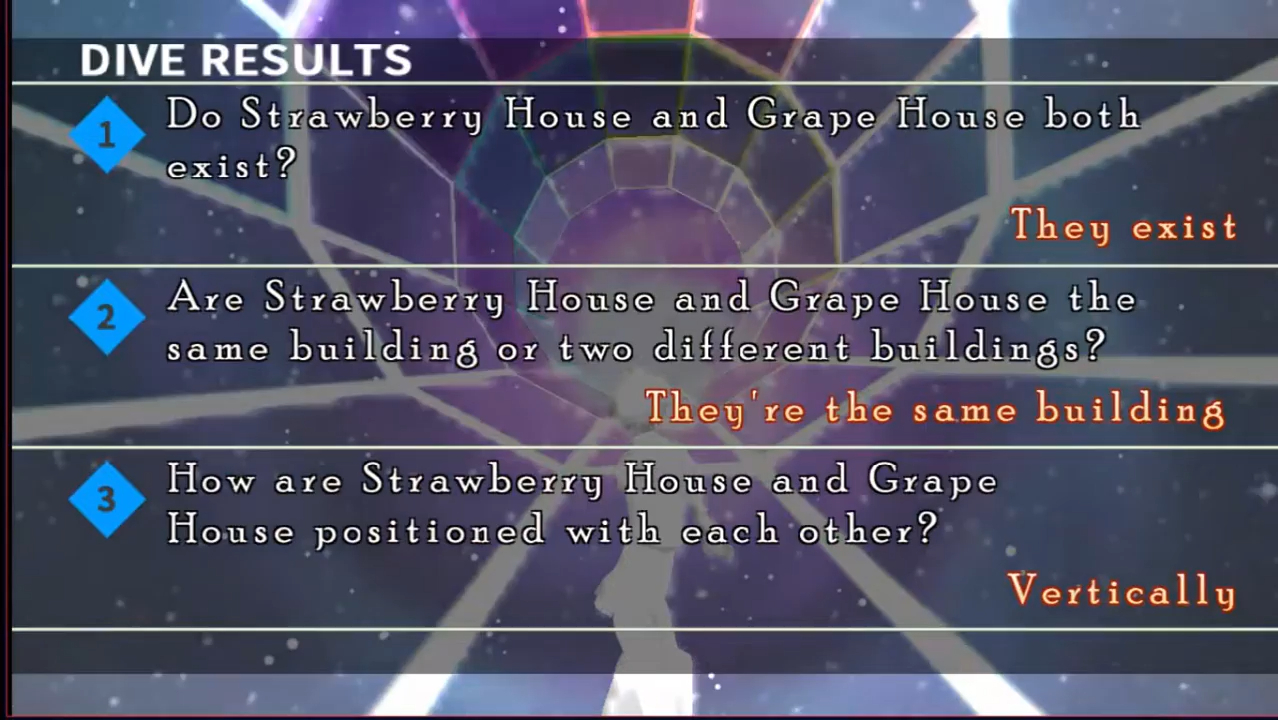 DIVE RESULTS
1
Do Strawberry House and Grape House both
exist?
They exist
2
Are Strawberry House and Grape House the
same building or two different buildings?
They're the same building
3
How are Strawberry House and Grape
House positioned with each other?
Vertically